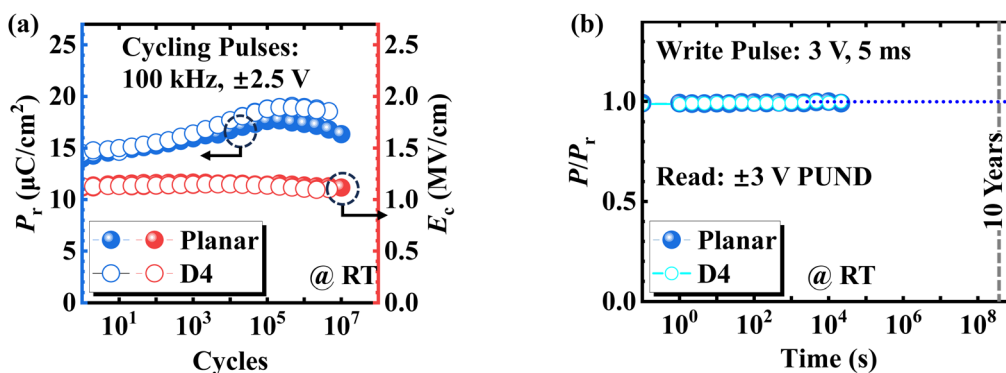 (a)
25
20
15
10
5
0
Pr (μC/cm²)
Cycling Pulses:
100 kHz, ±2.5 V
2.5
2.0
1.5
1.0
0.5
0.0
Ec (MV/cm)
Planar
D4
@ RT
10¹ 10³ 10⁵ 10⁷
Cycles
(b)
1.0
0.5
0.0
P/Pr
Write Pulse: 3 V, 5 ms
Read: ±3 V PUND
10 Years
Planar
D4
@ RT
10⁰ 10² 10⁴ 10⁶ 10⁸
Time (s)